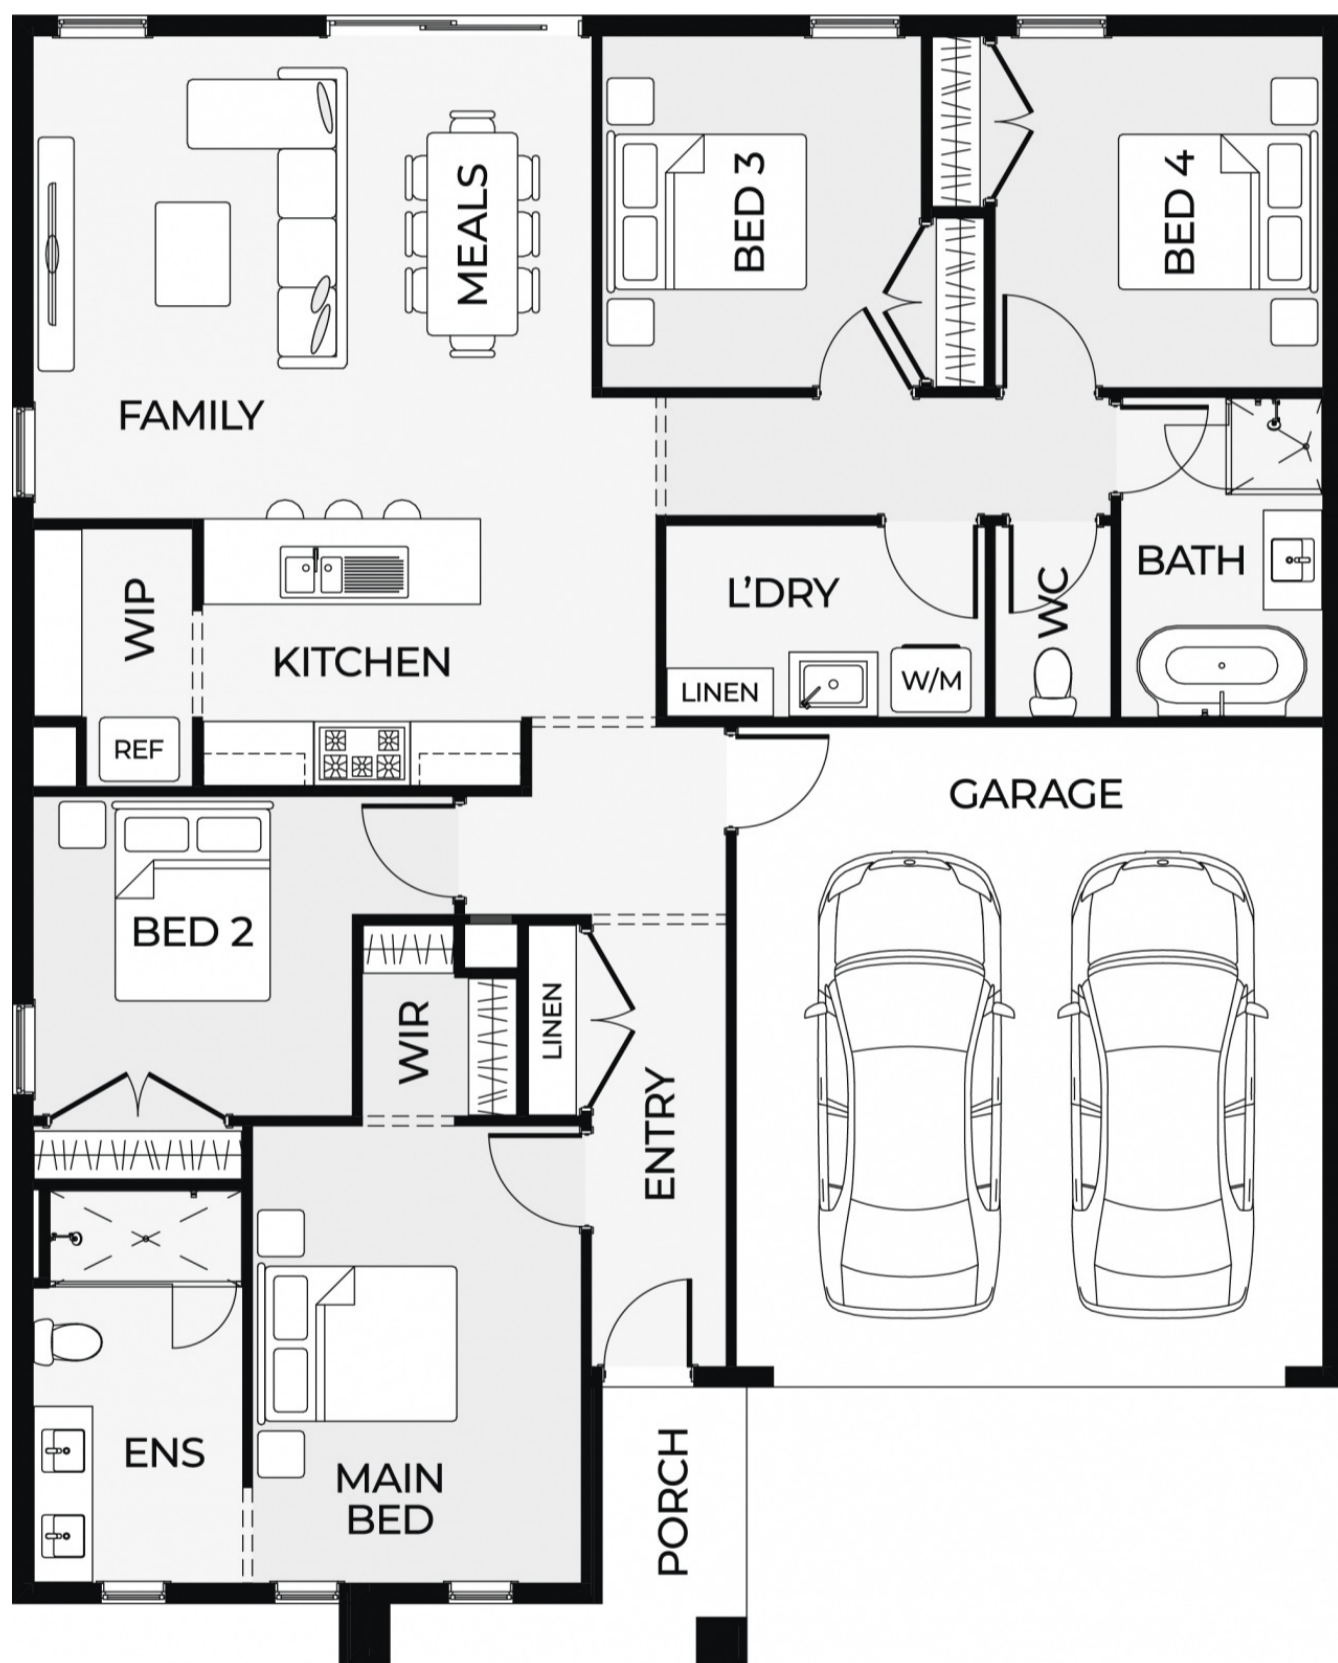 MEALS
BED 3
BED 4
FAMILY
WIP
KITCHEN
L'DRY
WC
BATH
LINEN
W/M
REF
GARAGE
BED 2
WIR
LINEN
ENTRY
ENS
MAIN
BED
PORCH